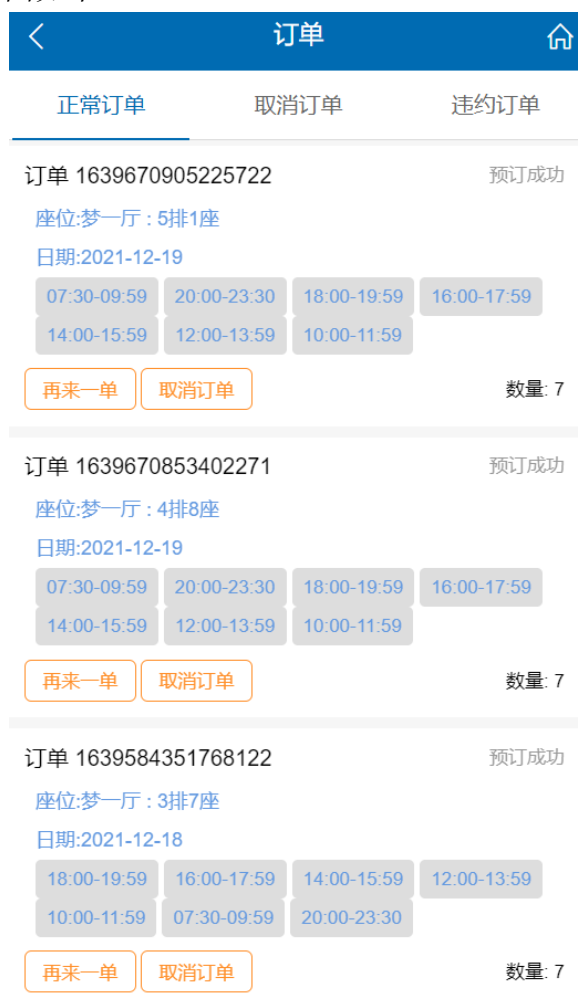 订单
正常订单 取消订单 违约订单
订单 1639670905225722 预订成功
座位:梦一厅 : 5排1座
日期:2021-12-19
07:30-09:59 20:00-23:30 18:00-19:59 16:00-17:59
14:00-15:59 12:00-13:59 10:00-11:59
再来一单 取消订单 数量: 7
订单 1639670853402271 预订成功
座位:梦一厅 : 4排8座
日期:2021-12-19
07:30-09:59 20:00-23:30 18:00-19:59 16:00-17:59
14:00-15:59 12:00-13:59 10:00-11:59
再来一单 取消订单 数量: 7
订单 1639584351768122 预订成功
座位:梦一厅 : 3排7座
日期:2021-12-18
18:00-19:59 16:00-17:59 14:00-15:59 12:00-13:59
10:00-11:59 07:30-09:59 20:00-23:30
再来一单 取消订单 数量: 7